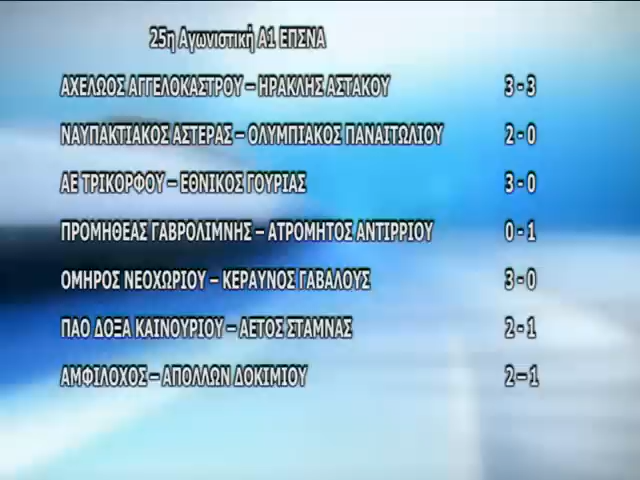 25η Αγωνιστική Α1 ΕΠΣΝΑ
ΑΧΕΛΩΟΣ ΑΓΓΕΛΟΚΑΣΤΡΟΥ – ΗΡΑΚΛΗΣ ΑΣΤΑΚΟΥ 3 - 3
ΝΑΥΠΑΚΤΙΑΚΟΣ ΑΣΤΕΡΑΣ – ΟΛΥΜΠΙΑΚΟΣ ΠΑΝΑΙΤΩΛΙΟΥ 2 - 0
ΑΕ ΤΡΙΚΟΡΦΟΥ – ΕΘΝΙΚΟΣ ΓΟΥΡΙΑΣ 3 - 0
ΠΡΟΜΗΘΕΑΣ ΓΑΒΡΟΛΙΜΝΗΣ – ΑΤΡΟΜΗΤΟΣ ΑΝΤΙΡΡΙΟΥ 0 - 1
ΟΜΗΡΟΣ ΝΕΟΧΩΡΙΟΥ – ΚΕΡΑΥΝΟΣ ΓΑΒΑΛΟΥΣ 3 - 0
ΠΑΟ ΔΟΞΑ ΚΑΙΝΟΥΡΙΟΥ – ΑΕΤΟΣ ΣΤΑΜΝΑΣ 2 - 1
ΑΜΦΙΛΟΧΟΣ – ΑΠΟΛΛΩΝ ΔΟΚΙΜΙΟΥ 2 – 1